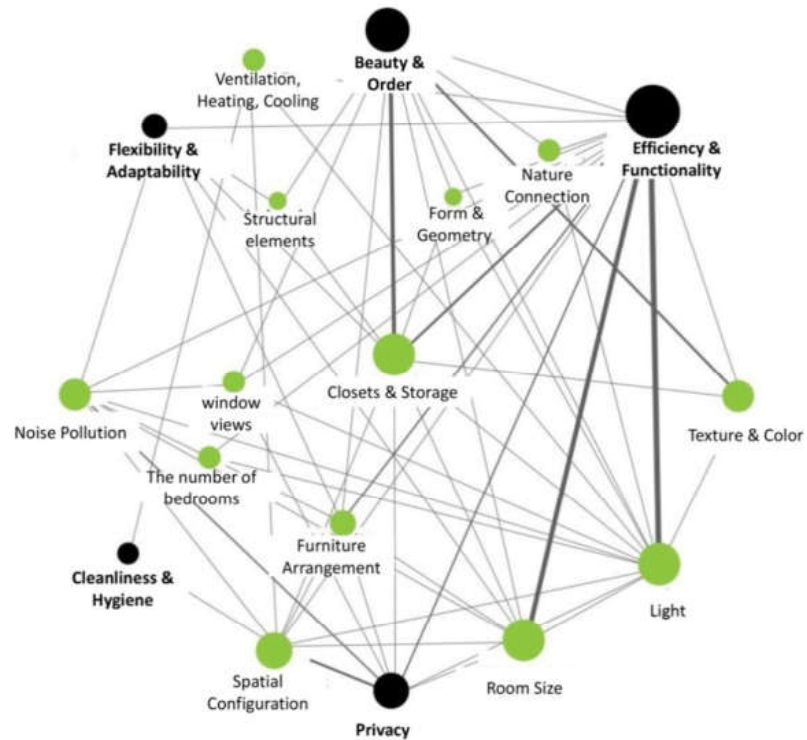 Beauty &
Order
Ventilation,
Heating, Cooling
Efficiency &
Functionality
Flexibility &
Adaptability
Nature
Connection
Structural
elements
Form &
Geometry
Closets & Storage
window
views
Noise Pollution
Texture & Color
The number of
bedrooms
Furniture
Arrangement
Cleanliness &
Hygiene
Light
Spatial
Configuration
Room Size
Privacy